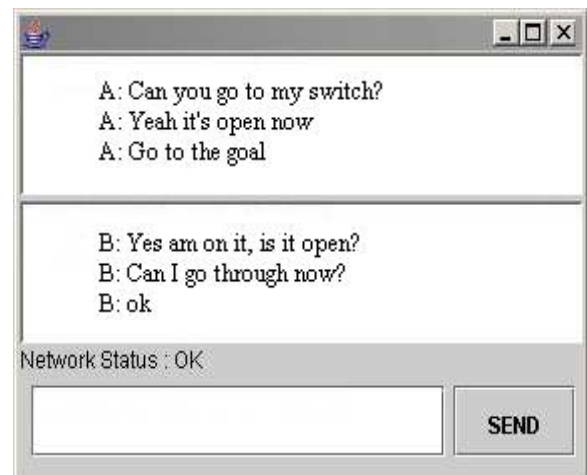 A: Can you go to my switch?
A: Yeah it's open now
A: Go to the goal
B: Yes am on it, is it open?
B: Can I go through now?
B: ok
Network Status : OK
SEND